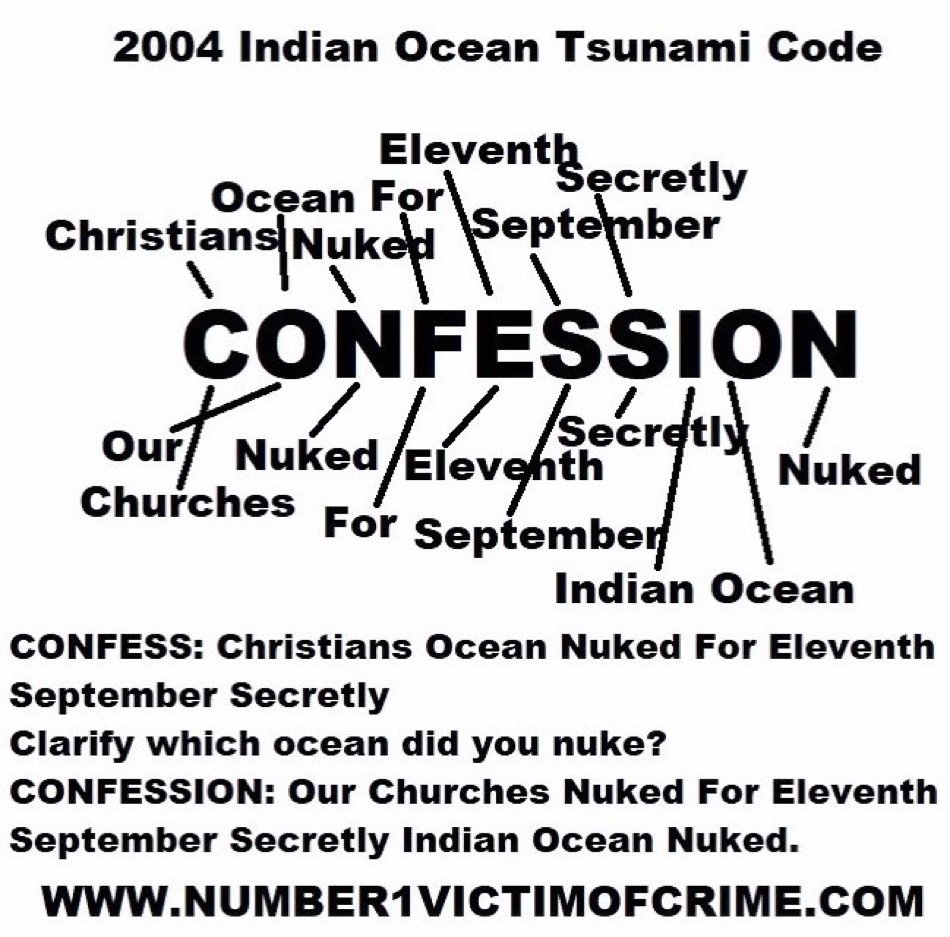 2004 Indian Ocean Tsunami Code
Eleventh
Secretly
Ocean For
September
Christians Nuked
CONFESSION
Our
Nuked
Eleventh
Secretly
Nuked
Churches
For
September
Indian Ocean
CONFESS: Christians Ocean Nuked For Eleventh
September Secretly
Clarify which ocean did you nuke?
CONFESSION: Our Churches Nuked For Eleventh
September Secretly Indian Ocean Nuked.
WWW.NUMBER1VICTIMOFCRIME.COM